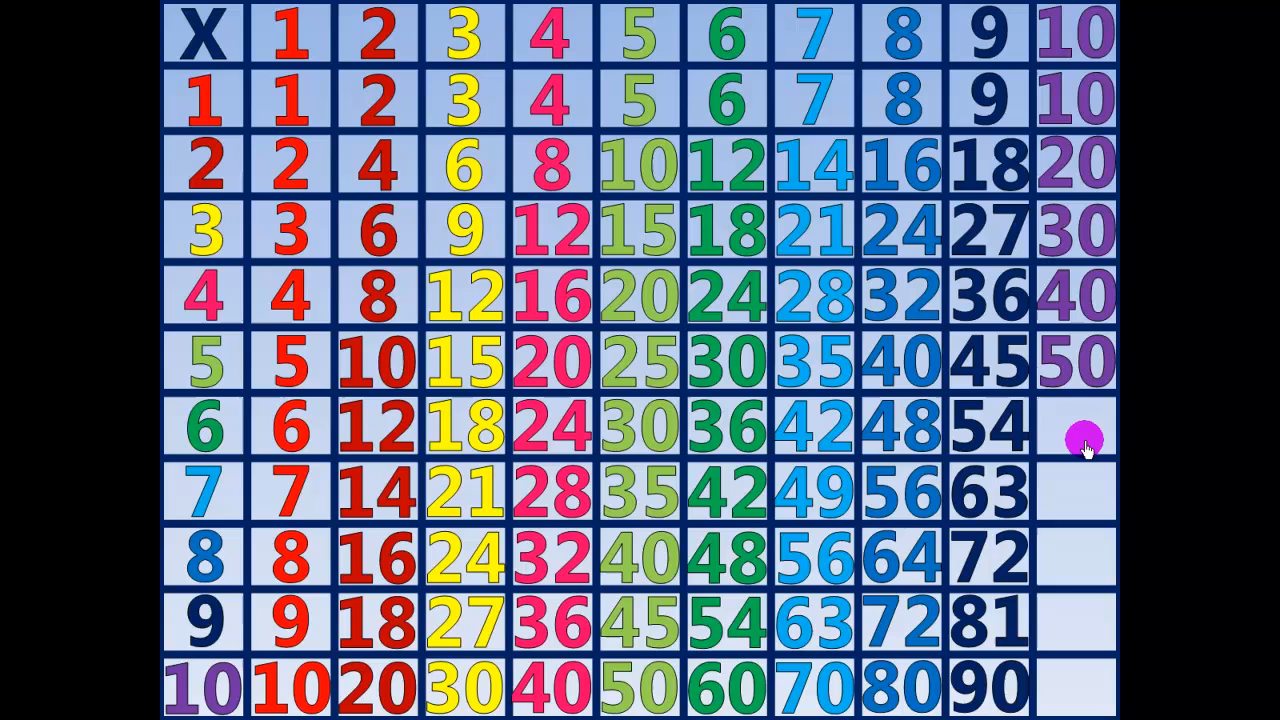 X 1 2 3 4 5 6 7 8 9 10
1 1 2 3 4 5 6 7 8 9 10
2 2 4 6 8 10 12 14 16 18 20
3 3 6 9 12 15 18 21 24 27 30
4 4 8 12 16 20 24 28 32 36 40
5 5 10 15 20 25 30 35 40 45 50
6 6 12 18 24 30 36 42 48 54
7 7 14 21 28 35 42 49 56 63
8 8 16 24 32 40 48 56 64 72
9 9 18 27 36 45 54 63 72 81
10 10 20 30 40 50 60 70 80 90